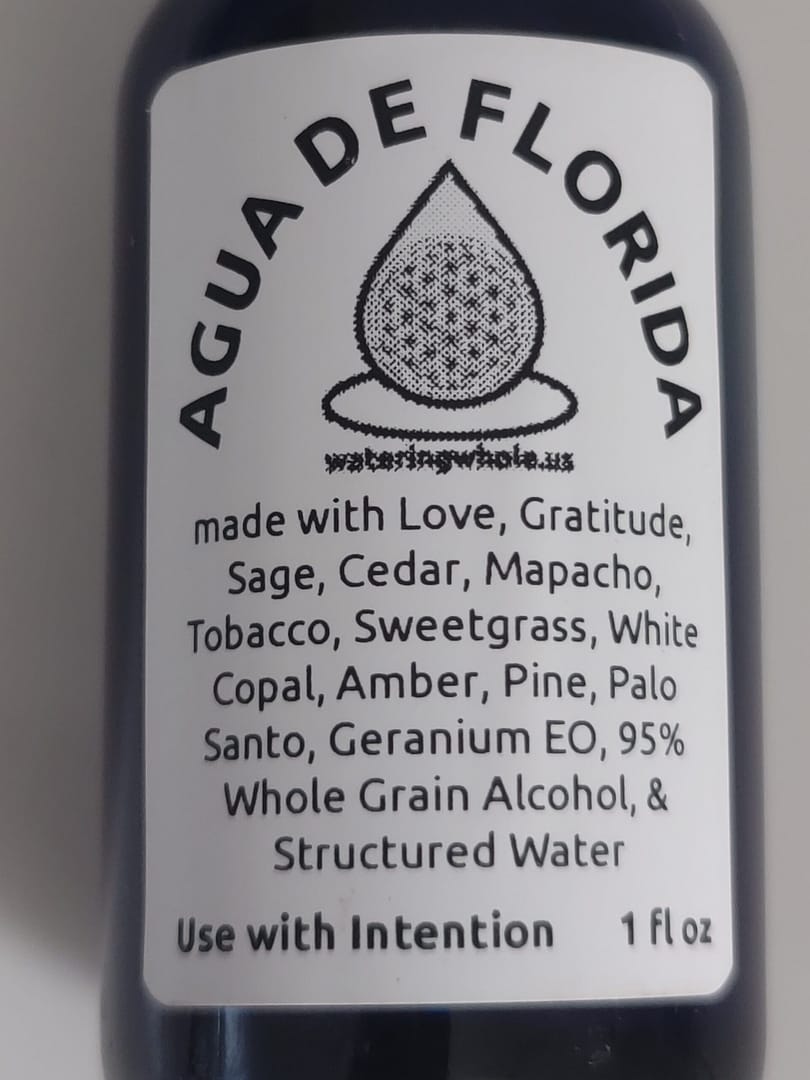 AGUA DE FLORIDA
wateringwhole.us
made with Love, Gratitude,
Sage, Cedar, Mapacho,
Tobacco, Sweetgrass, White
Copal, Amber, Pine, Palo
Santo, Geranium EO, 95%
Whole Grain Alcohol, &
Structured Water
Use with Intention 1 fl oz